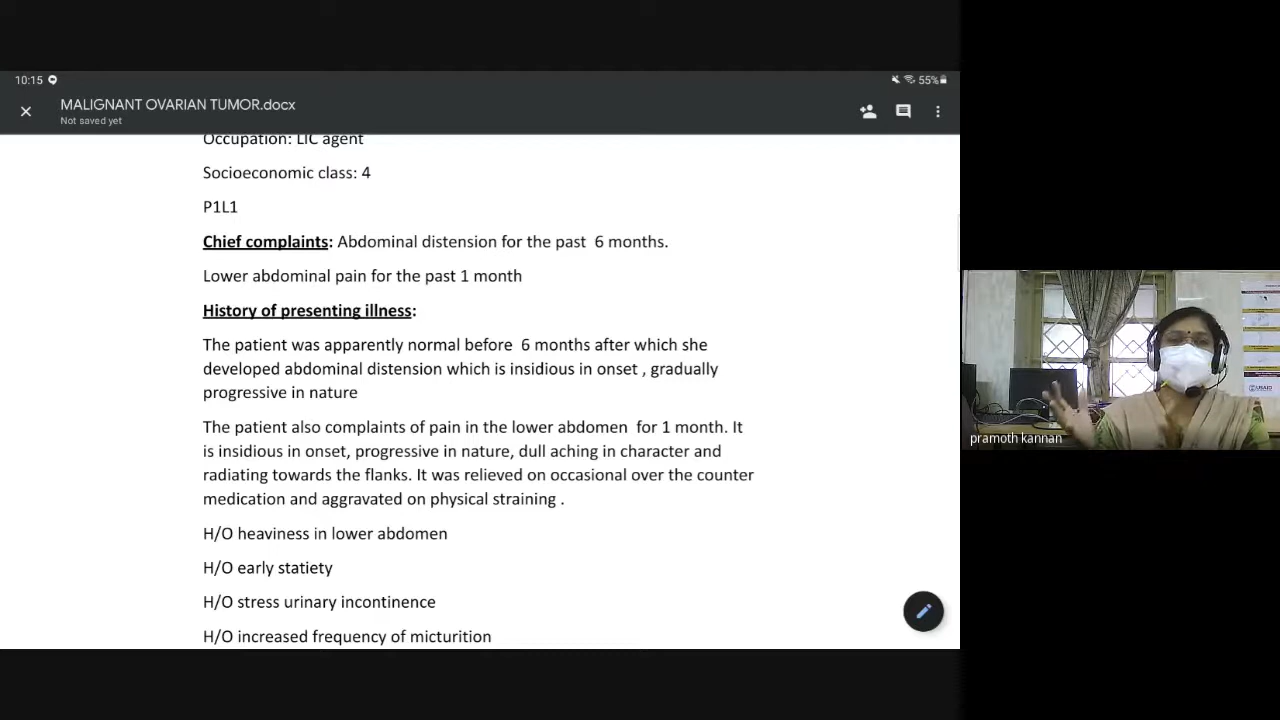 10:15
55%
MALIGNANT OVARIAN TUMOR.docx
Not saved yet
Occupation: LIC agent
Socioeconomic class: 4
P1L1
Chief complaints: Abdominal distension for the past 6 months.
Lower abdominal pain for the past 1 month
History of presenting illness:
The patient was apparently normal before 6 months after which she
developed abdominal distension which is insidious in onset , gradually
progressive in nature
The patient also complaints of pain in the lower abdomen for 1 month. It
is insidious in onset, progressive in nature, dull aching in character and
radiating towards the flanks. It was relieved on occasional over the counter
medication and aggravated on physical straining .
H/O heaviness in lower abdomen
H/O early statiety
H/O stress urinary incontinence
H/O increased frequency of micturition
pramoth kannan
USAID